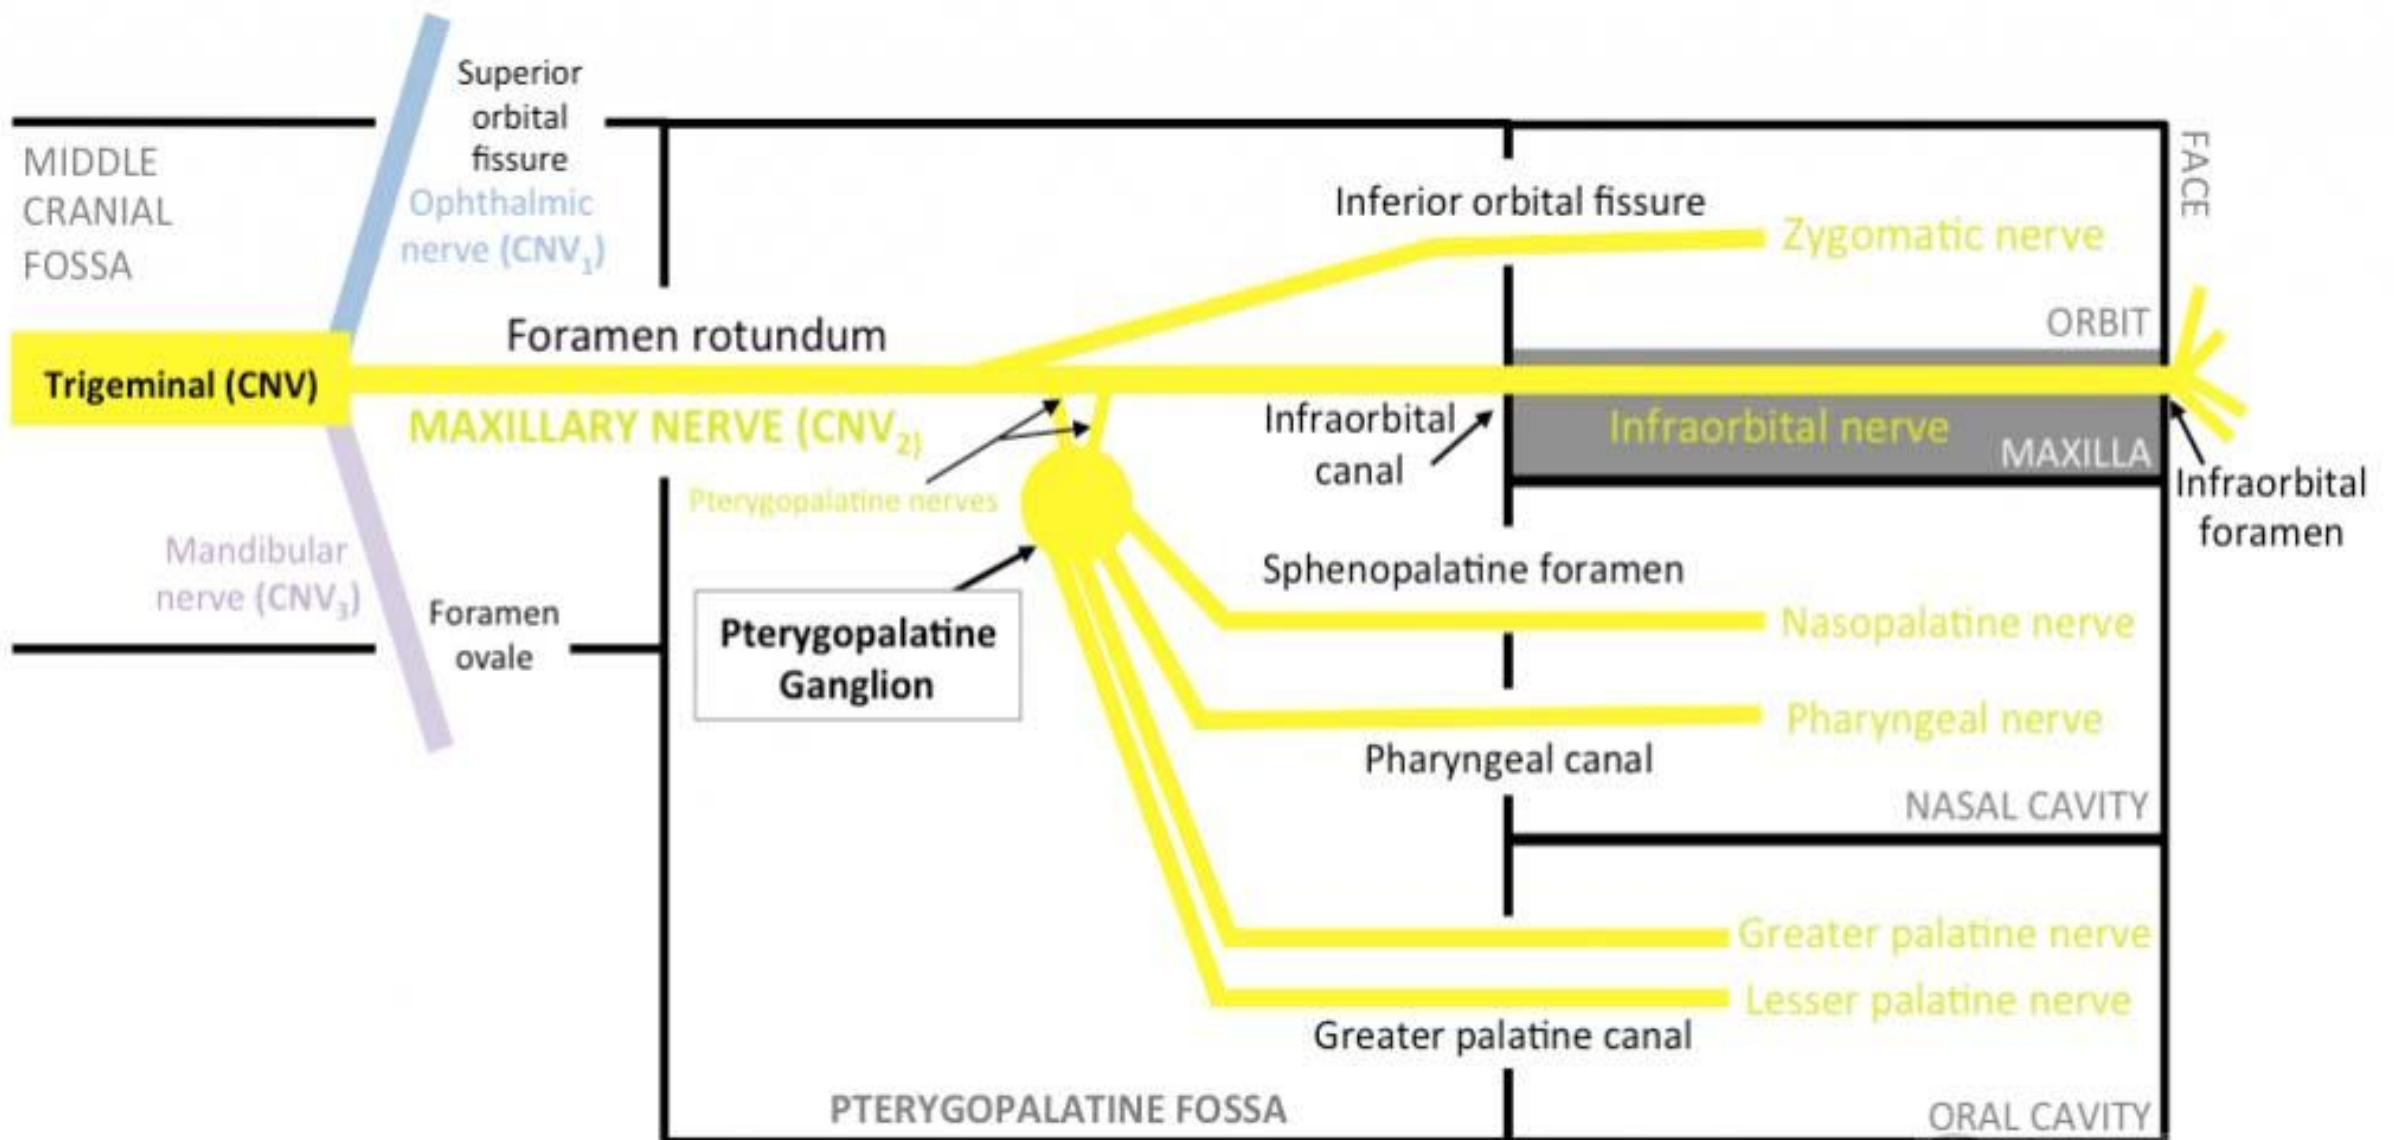 Superior
orbital
fissure
MIDDLE
CRANIAL
FOSSA
Ophthalmic
nerve (CNV₁)
FACE
Inferior orbital fissure
Zygomatic nerve
ORBIT
Foramen rotundum
Trigeminal (CNV)
MAXILLARY NERVE (CNV₂)
Infraorbital
canal
Infraorbital nerve
MAXILLA
Infraorbital
foramen
Pterygopalatine nerves
Mandibular
nerve (CNV₃)
Foramen
ovale
Pterygopalatine
Ganglion
Sphenopalatine foramen
Nasopalatine nerve
Pharyngeal nerve
Pharyngeal canal
NASAL CAVITY
Greater palatine nerve
Lesser palatine nerve
Greater palatine canal
PTERYGOPALATINE FOSSA
ORAL CAVITY